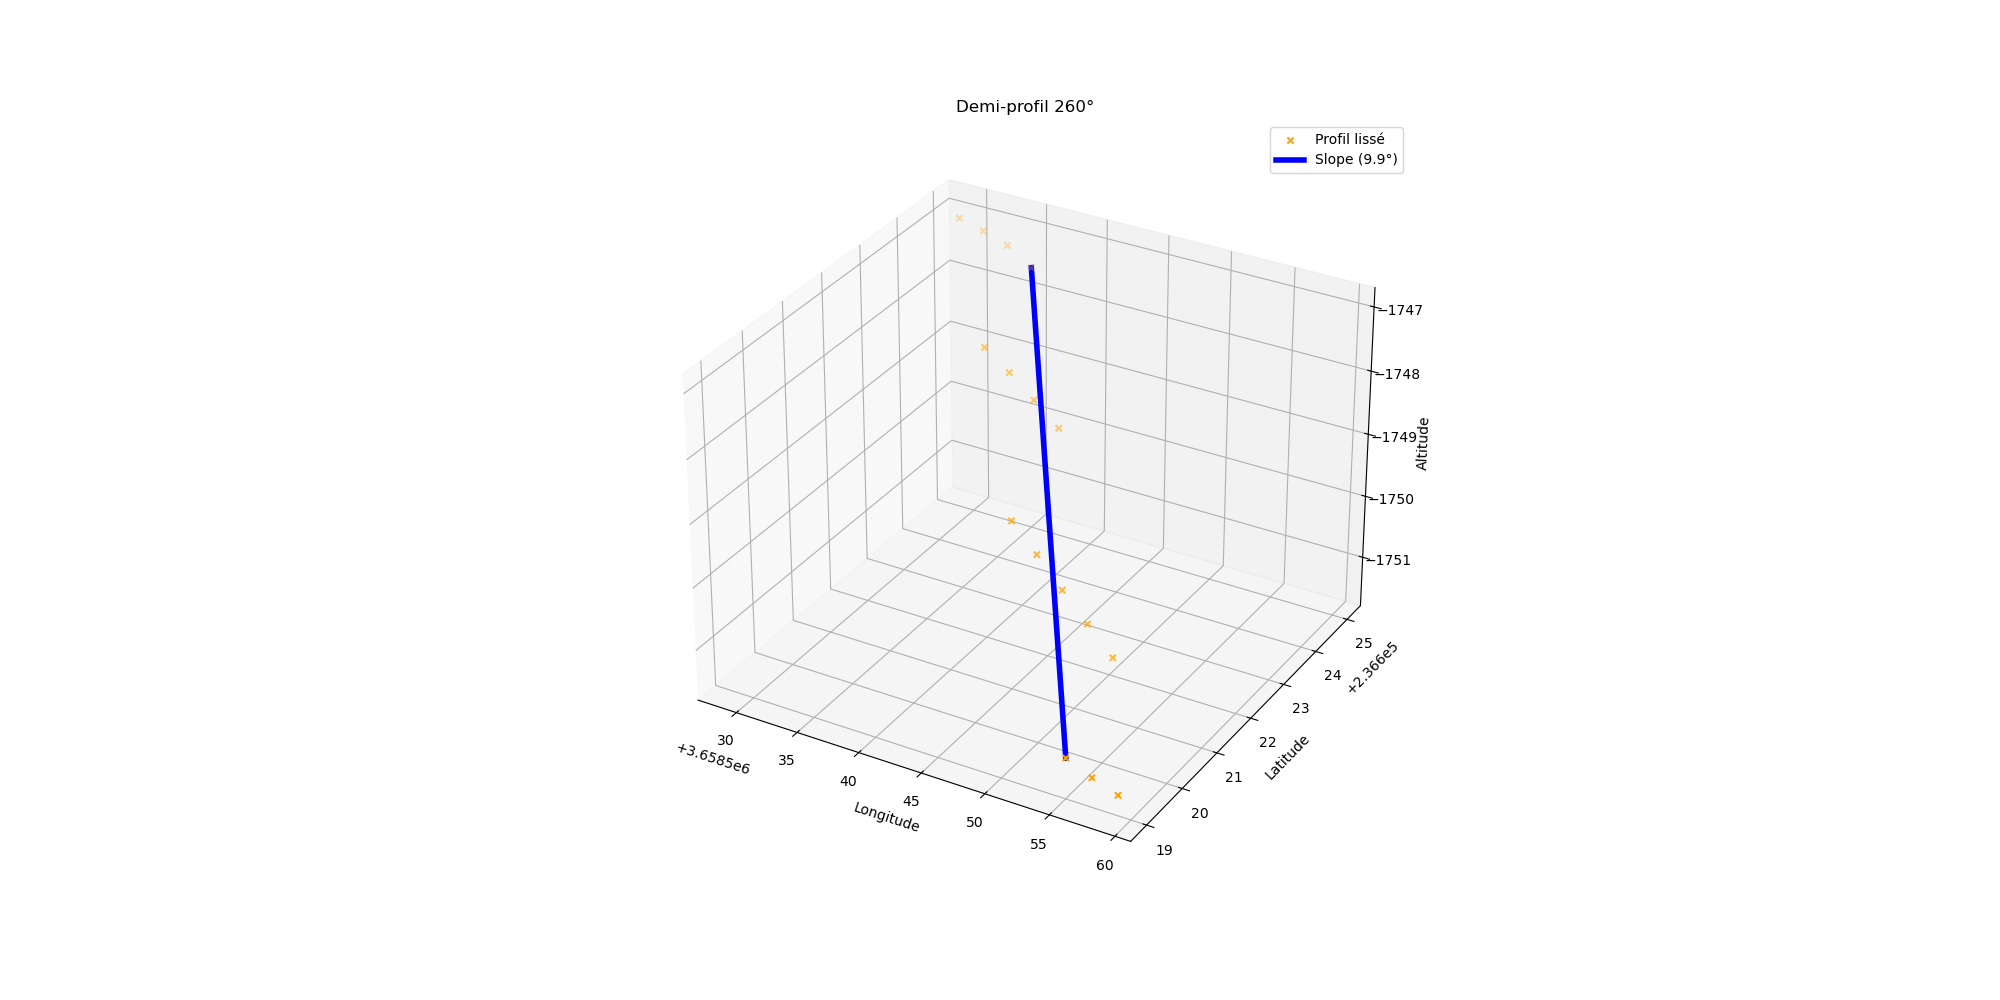 Demi-profil 260°
Profil lissé
Slope (9.9°)
−1747
−1748
−1749
−1750
−1751
Altitude
25
24
23
22
21
20
19
+2.366e5
Latitude
30
35
40
45
50
55
60
+3.6585e6
Longitude